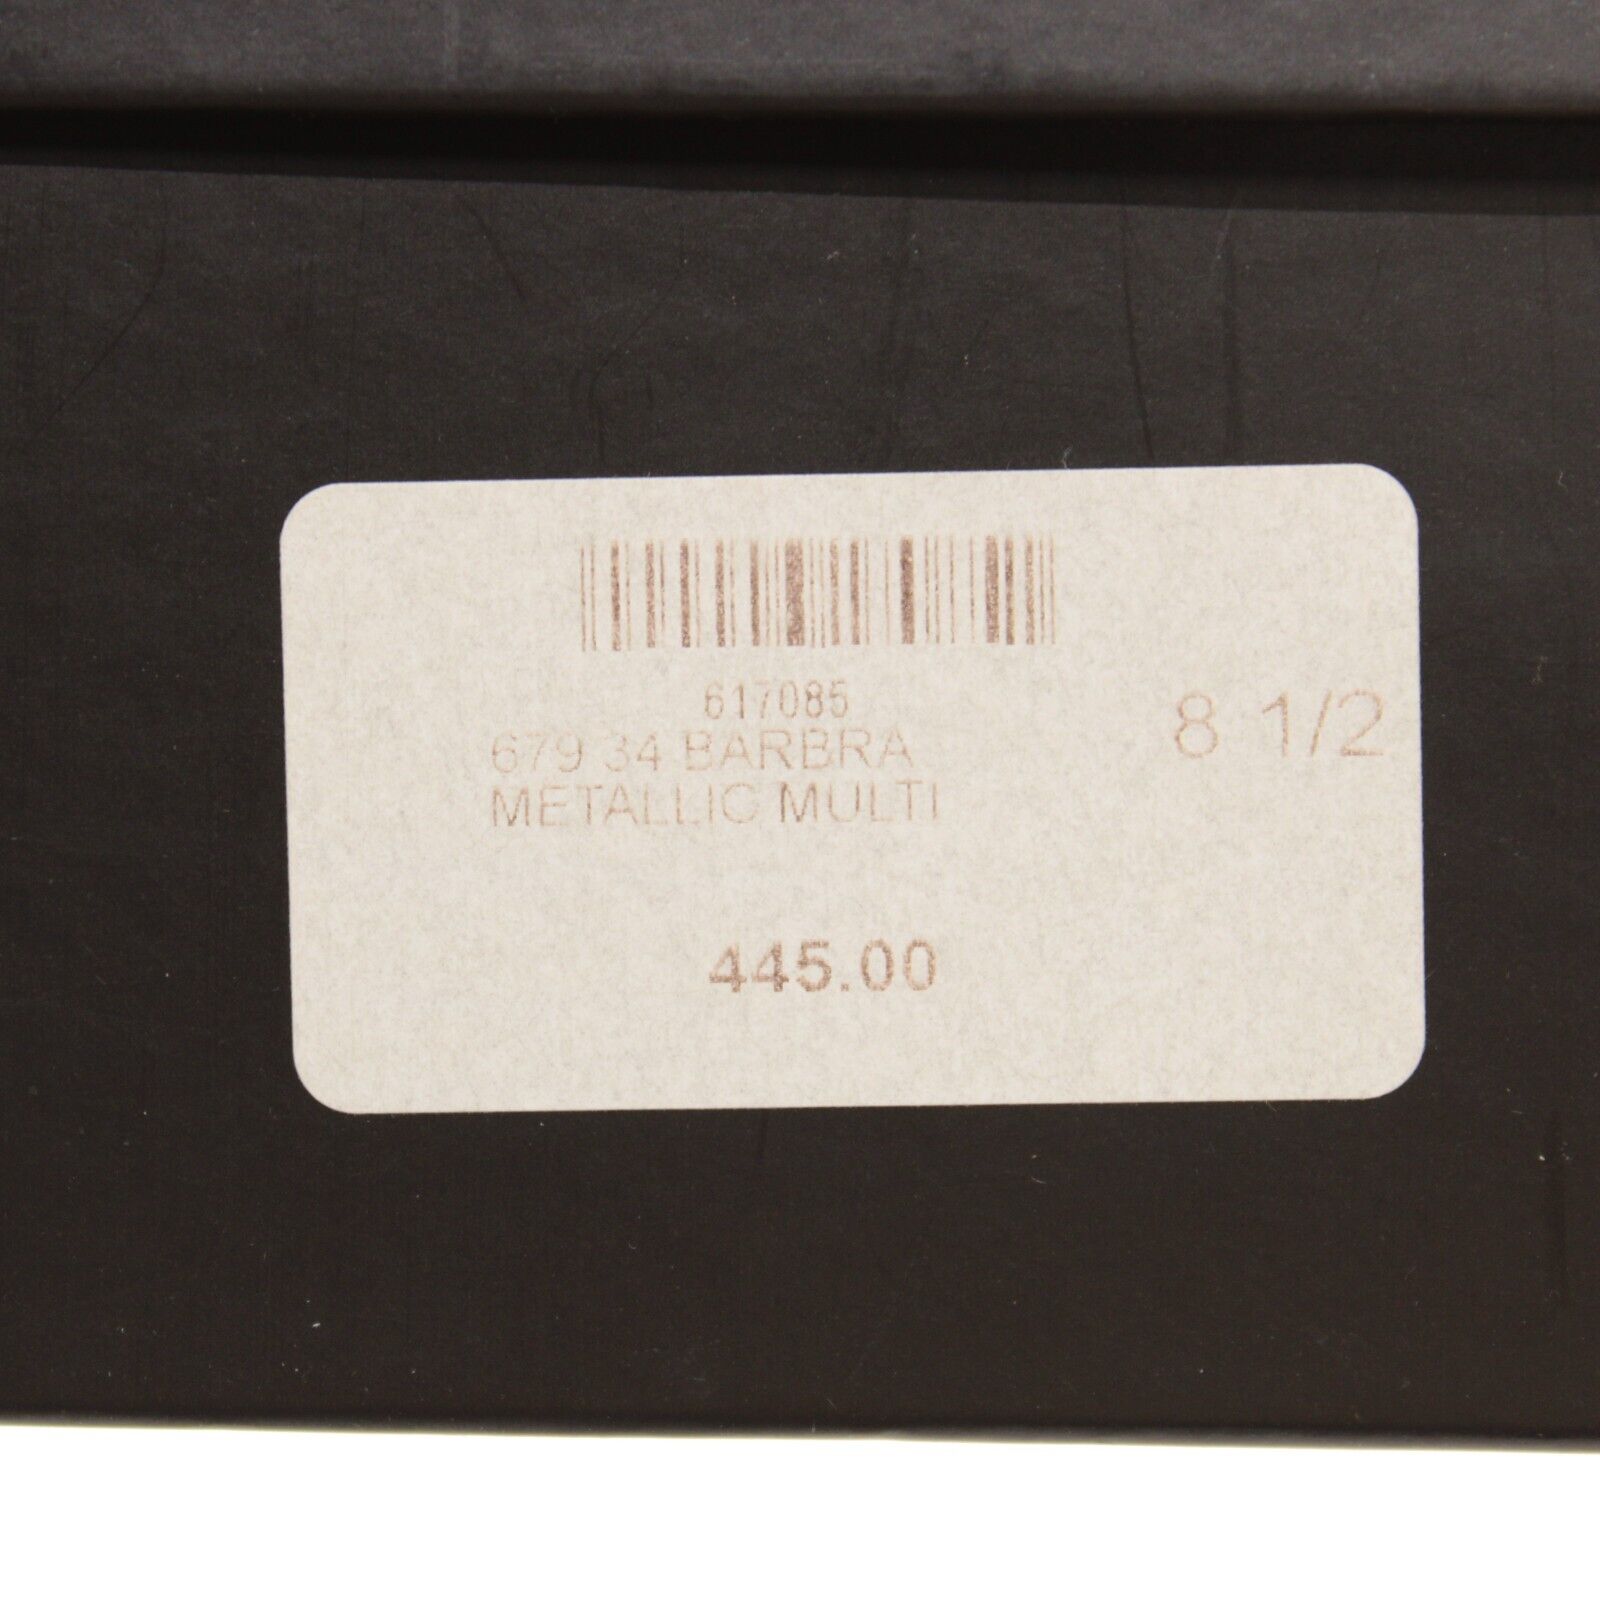 617085
679 34 BARBRA
METALLIC MULTI
8 1/2
445.00